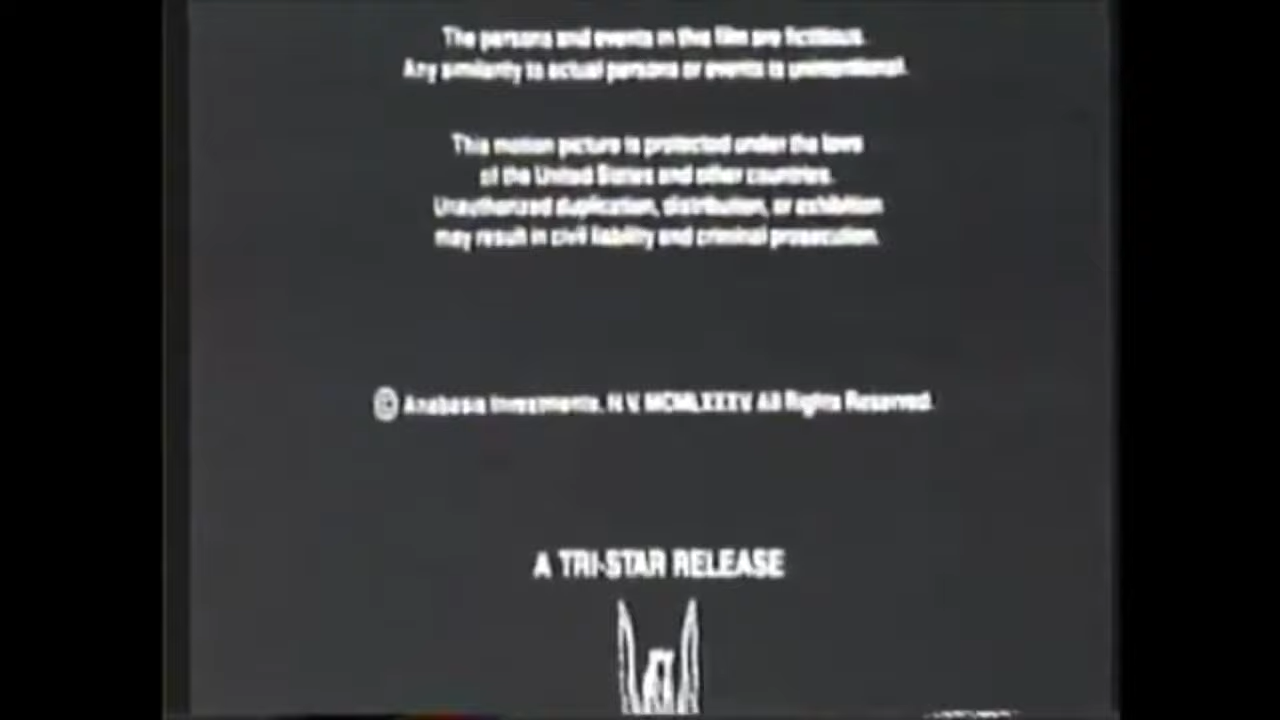 The persons and events in this film are fictitious.
Any similarity to actual persons or events is unintentional.
This motion picture is protected under the laws
of the United States and other countries.
Unauthorized duplication, distribution, or exhibition
may result in civil liability and criminal prosecution.
© Anabasis Investments, N.V. MCMLXXXV All Rights Reserved.
A TRI-STAR RELEASE